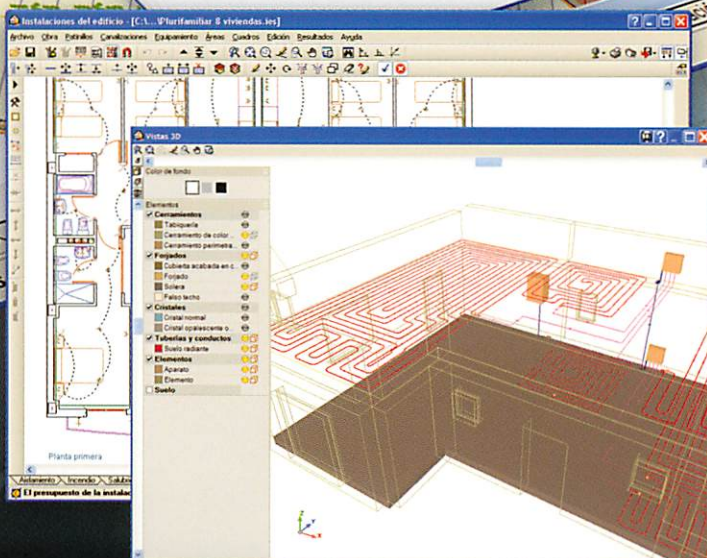 Instalaciones del edificio - [C:\...\Plurifamiliar 8 viviendas.ies]
Archivo Obra Patinillos Canalizaciones Equipamiento Áreas Cuadros Edición Resultados Ayuda
Vistas 3D
Color de fondo
Elementos
Cerramientos
Tabiquería
Cerramiento de color...
Cerramiento perimetra...
Forjados
Cubierta acabada en c...
Forjado
Solera
Falso techo
Cristales
Cristal normal
Cristal opalescente o...
Tuberías y conductos
Suelo radiante
Elementos
Aparato
Elemento
Suelo
Planta primera
Aislamiento Incendio Salubri
El presupuesto de la instalac
z
y
x